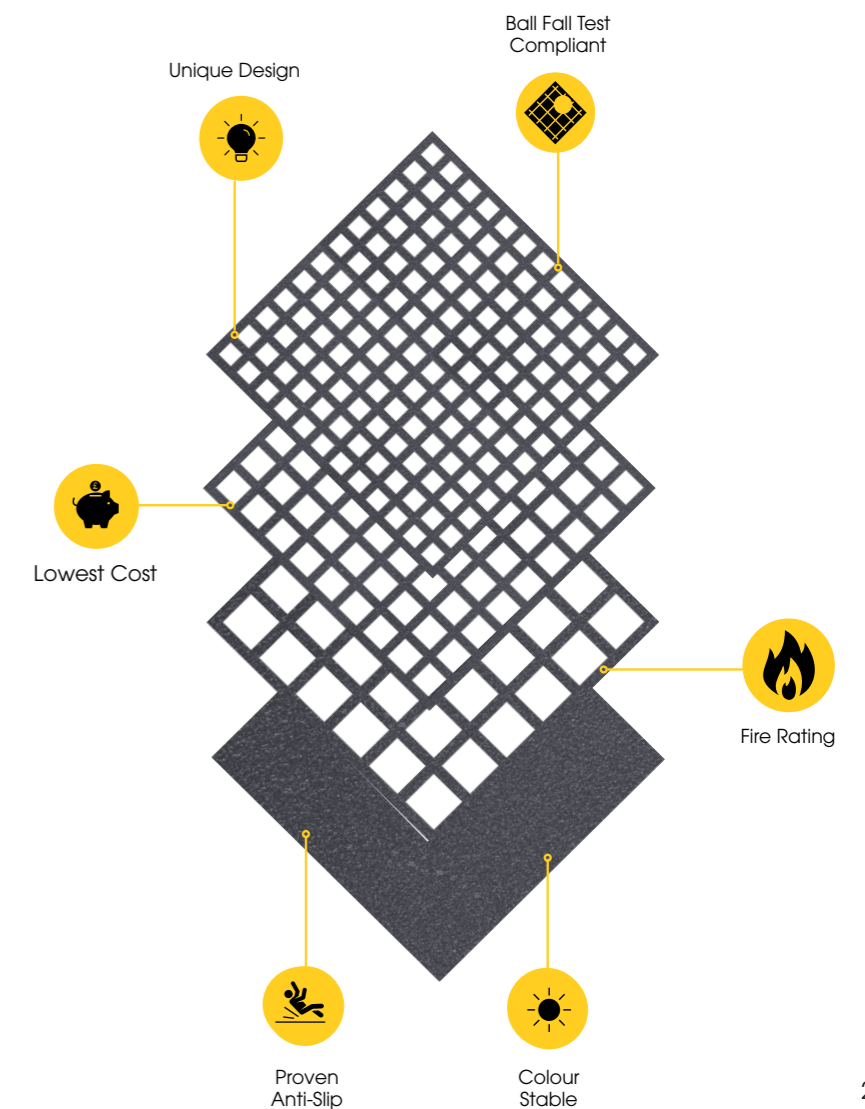 Ball Fall Test
Compliant
Unique Design
£
Lowest Cost
Fire Rating
Proven
Anti-Slip
Colour
Stable